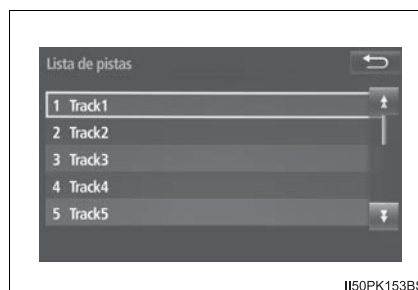 Lista de pistas
1 Track1
2 Track2
3 Track3
4 Track4
5 Track5
II50PK153BS